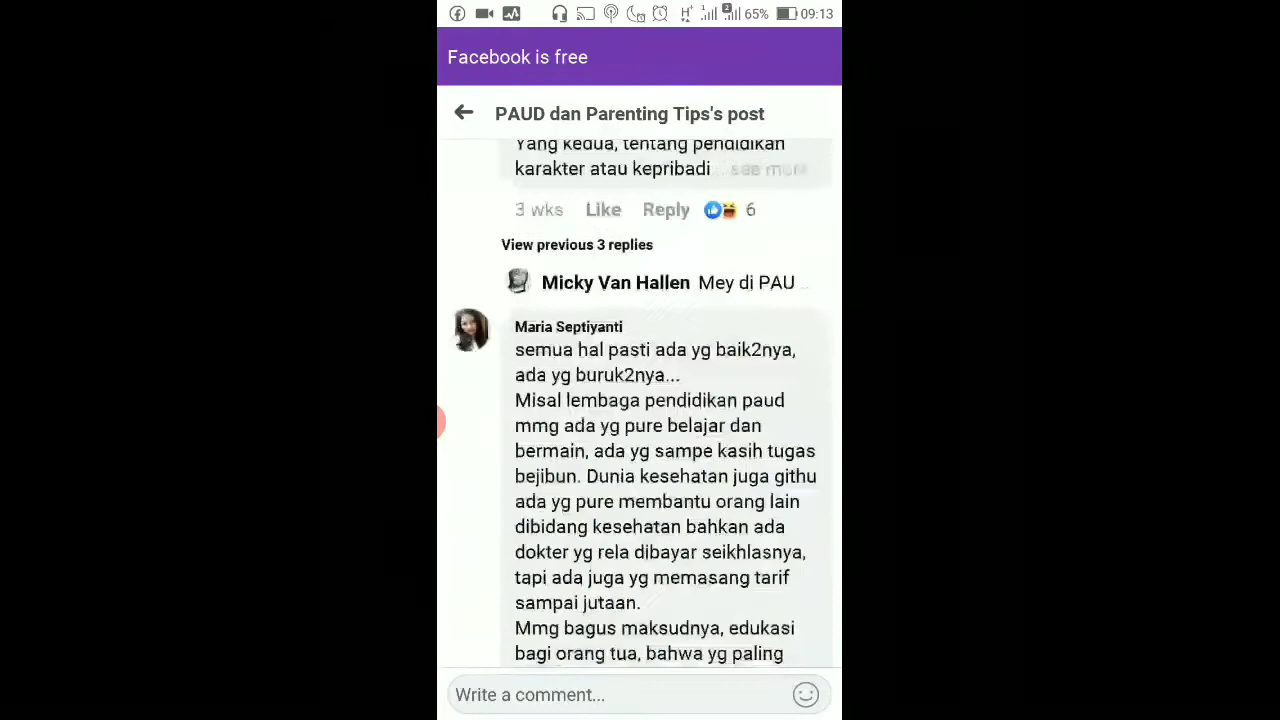 65% 09:13
Facebook is free
PAUD dan Parenting Tips's post
Yang kedua, tentang pendidikan
karakter atau kepribadi ... see more
3 wks Like Reply 6
View previous 3 replies
Micky Van Hallen Mey di PAU ...
Maria Septiyanti
semua hal pasti ada yg baik2nya,
ada yg buruk2nya...
Misal lembaga pendidikan paud
mmg ada yg pure belajar dan
bermain, ada yg sampe kasih tugas
bejibun. Dunia kesehatan juga githu
ada yg pure membantu orang lain
dibidang kesehatan bahkan ada
dokter yg rela dibayar seikhlasnya,
tapi ada juga yg memasang tarif
sampai jutaan.
Mmg bagus maksudnya, edukasi
bagi orang tua, bahwa yg paling
Write a comment...